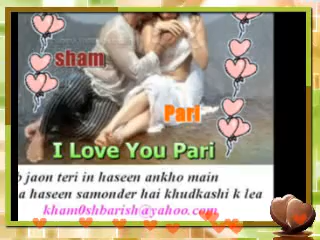 sham
Pari
I Love You Pari
jaon teri in haseen ankho main
a haseen samonder hai khudkashi k lea
kham0shbarish@yahoo.com